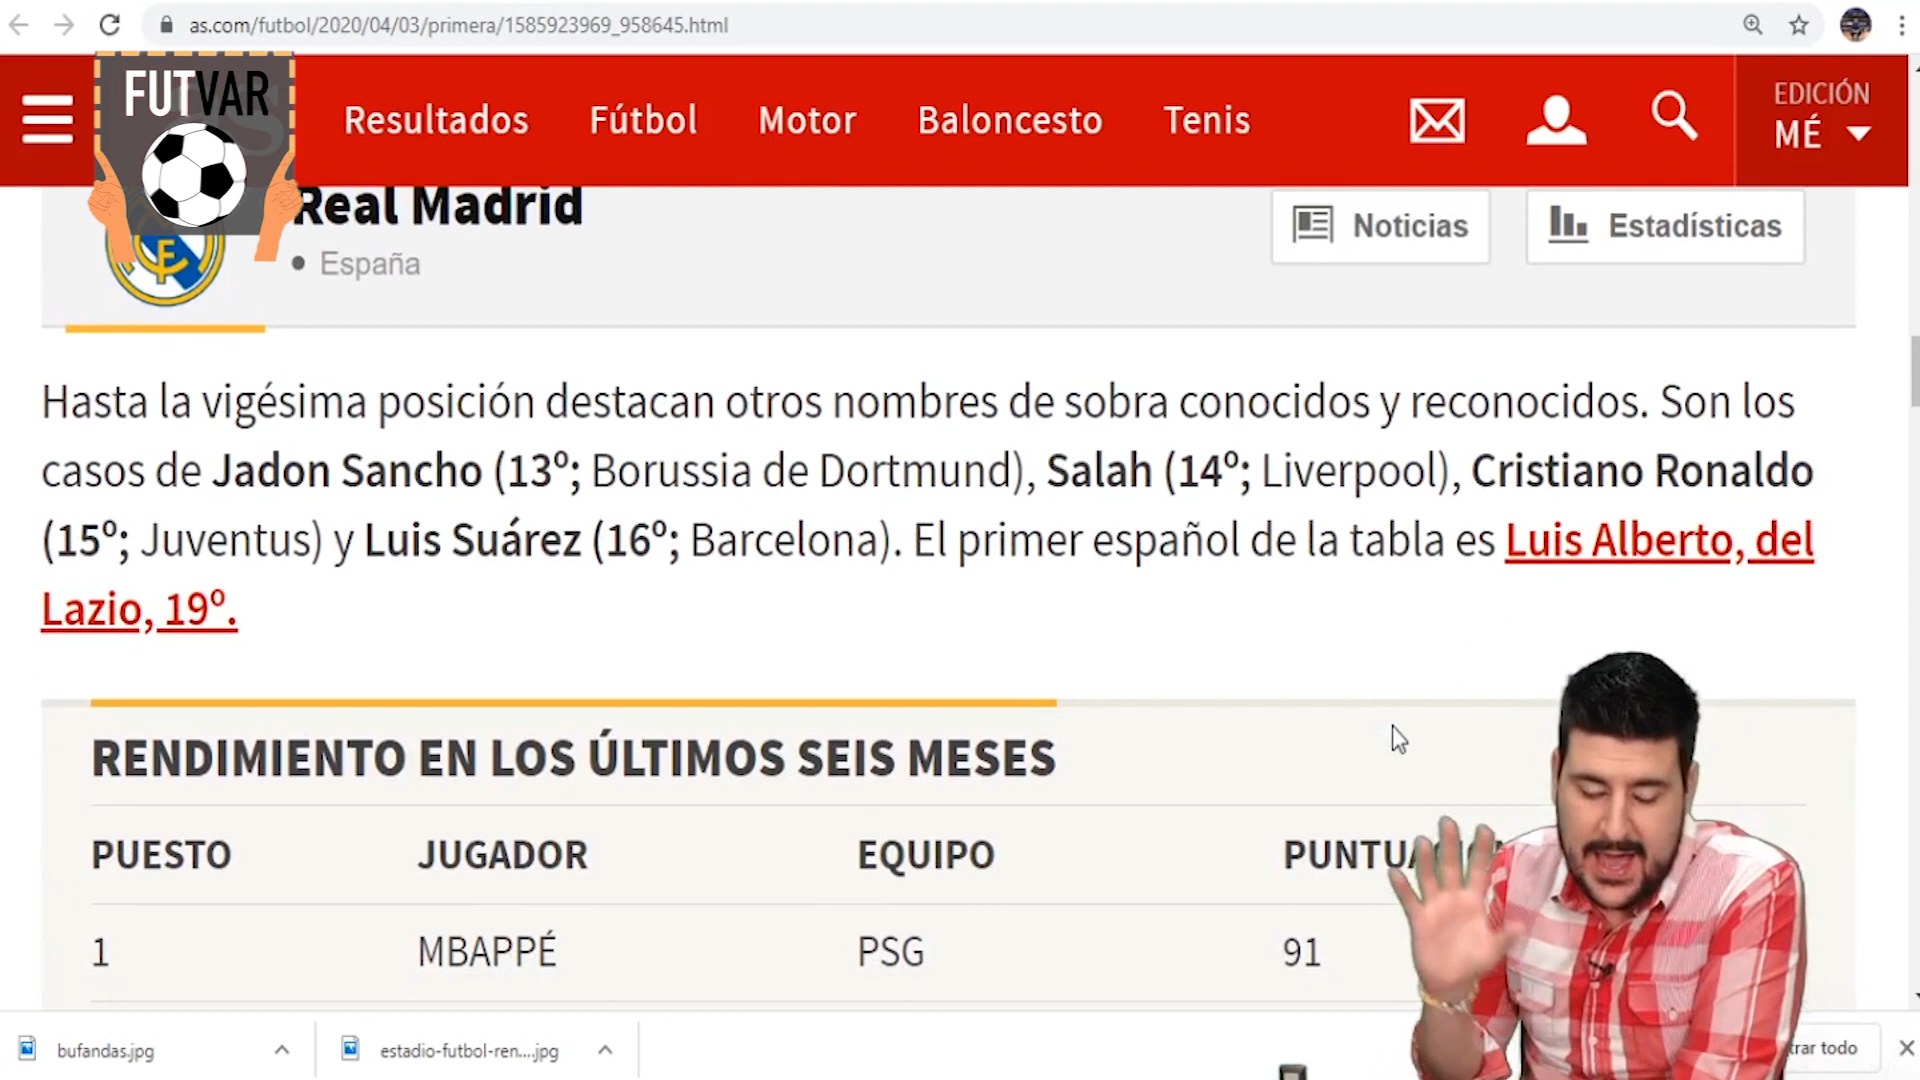 as.com/futbol/2020/04/03/primera/1585923969_958645.html
FUTVAR
Resultados Fútbol Motor Baloncesto Tenis
EDICIÓN
MÉ
Real Madrid
España
Noticias Estadísticas
Hasta la vigésima posición destacan otros nombres de sobra conocidos y reconocidos. Son los
casos de Jadon Sancho (13º; Borussia de Dortmund), Salah (14º; Liverpool), Cristiano Ronaldo
(15º; Juventus) y Luis Suárez (16º; Barcelona). El primer español de la tabla es Luis Alberto, del
Lazio, 19º.
RENDIMIENTO EN LOS ÚLTIMOS SEIS MESES
PUESTO JUGADOR EQUIPO
1 MBAPPÉ PSG 91
bufandas.jpg estadio-futbol-ren....jpg todo